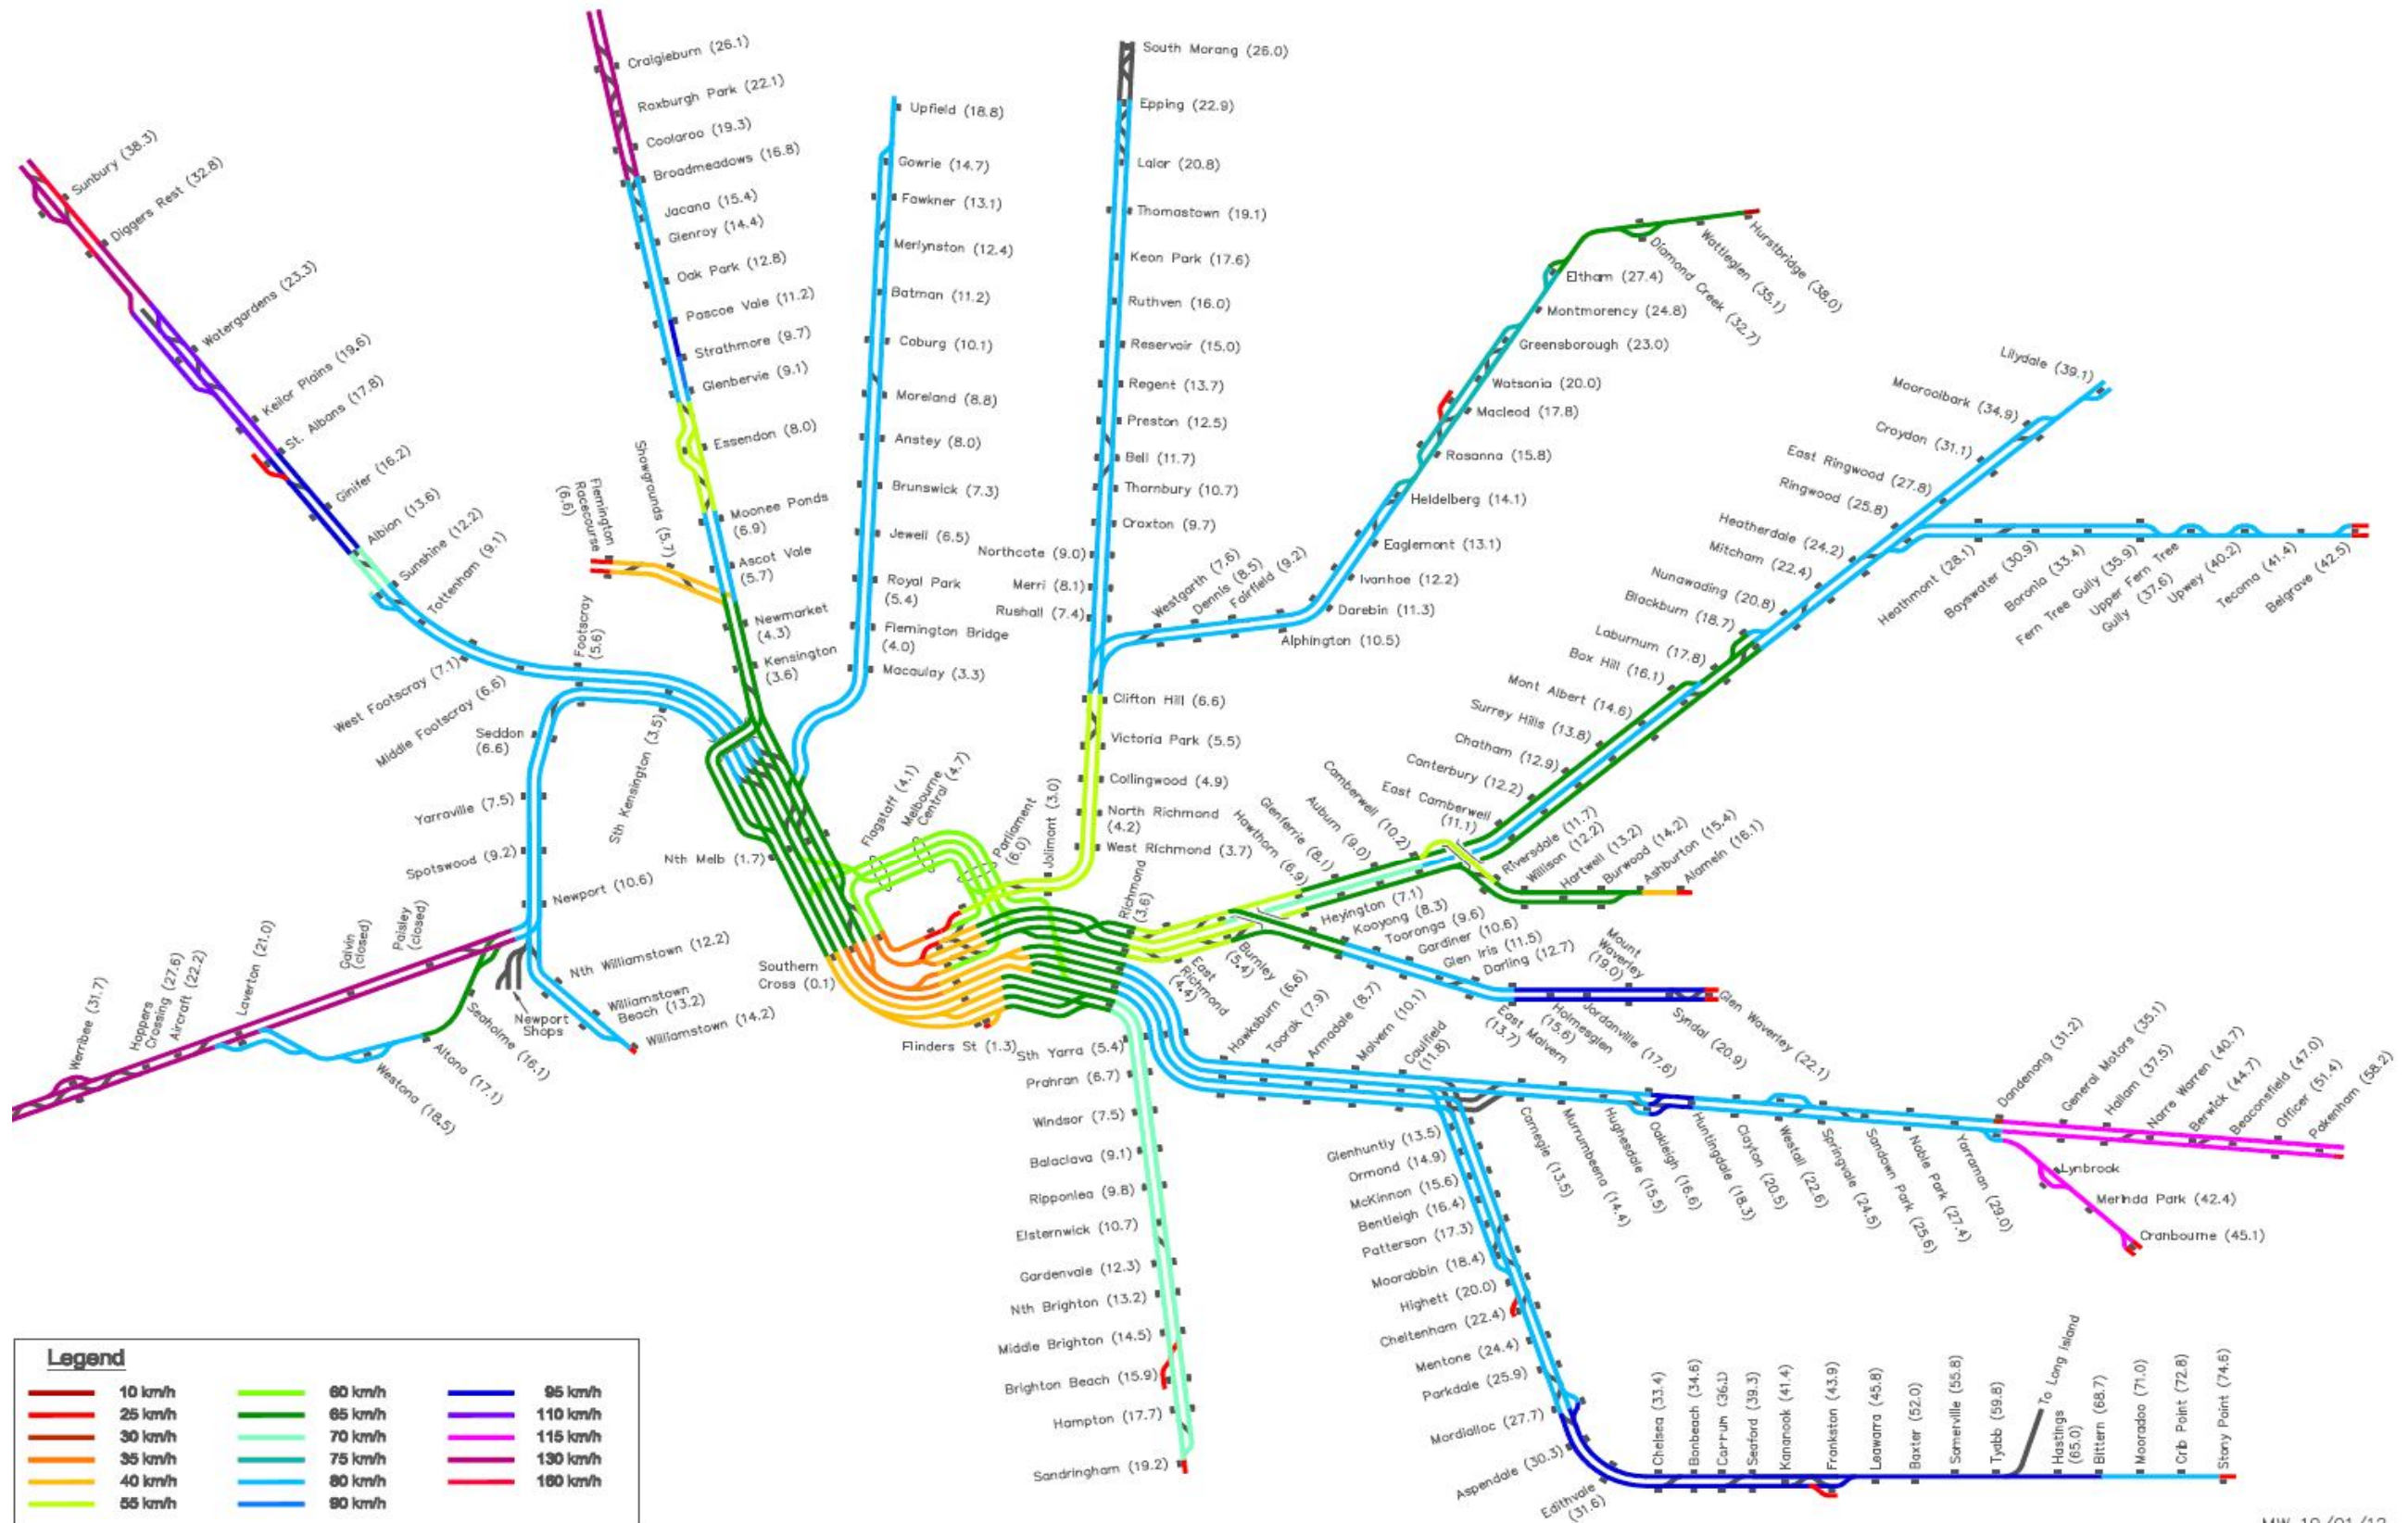 Craigieburn (26.1)
Roxburgh Park (22.1)
Coolaroo (19.3)
Broadmeadows (16.8)
Jacana (15.4)
Glenroy (14.4)
Oak Park (12.8)
Pascoe Vale (11.2)
Strathmore (9.7)
Glenbervie (9.1)
Essendon (8.0)
Moonee Ponds
(6.9)
Ascot Vale
(5.7)
Newmarket
(4.3)
Kensington
(3.6)
Showgrounds (5.7)
Flemington
Racecourse
(6.6)
Sunbury (38.3)
Diggers Rest (32.8)
Watergardens (23.3)
Keilor Plains (19.6)
St. Albans (17.8)
Ginifer (16.2)
Albion (13.6)
Sunshine (12.2)
Tottenham (9.1)
West Footscray (7.1)
Middle Footscray (6.6)
Footscray
(5.6)
Sth Kensington (3.5)
Seddon
(6.6)
Yarraville (7.5)
Spotswood (9.2)
Newport (10.6)
Nth Williamstown (12.2)
Williamstown
Beach (13.2)
Williamstown (14.2)
Newport
Shops
Paisley
(closed)
Galvin
(closed)
Laverton (21.0)
Aircraft (22.2)
Hoppers
Crossing (27.6)
Werribee (31.7)
Seaholme (16.1)
Altona (17.1)
Westona (18.5)
Upfield (18.8)
Gowrie (14.7)
Fawkner (13.1)
Merlynston (12.4)
Batman (11.2)
Coburg (10.1)
Moreland (8.8)
Anstey (8.0)
Brunswick (7.3)
Jewell (6.5)
Royal Park
(5.4)
Flemington Bridge
(4.0)
Macaulay (3.3)
Nth Melb (1.7)
Flagstaff (4.1)
Melbourne
Central (4.7)
Parliament
(6.0)
Southern
Cross (0.1)
Flinders St (1.3)
South Morang (26.0)
Epping (22.9)
Lalor (20.8)
Thomastown (19.1)
Keon Park (17.6)
Ruthven (16.0)
Reservoir (15.0)
Regent (13.7)
Preston (12.5)
Bell (11.7)
Thornbury (10.7)
Croxton (9.7)
Northcote (9.0)
Merri (8.1)
Rushall (7.4)
Clifton Hill (6.6)
Victoria Park (5.5)
Collingwood (4.9)
North Richmond
(4.2)
West Richmond (3.7)
Jolimont (3.0)
Westgarth (7.6)
Dennis (8.5)
Fairfield (9.2)
Alphington (10.5)
Darebin (11.3)
Ivanhoe (12.2)
Eaglemont (13.1)
Heidelberg (14.1)
Rosanna (15.8)
Macleod (17.8)
Watsonia (20.0)
Greensborough (23.0)
Montmorency (24.8)
Eltham (27.4)
Diamond Creek (32.7)
Wattleglen (35.1)
Hurstbridge (38.0)
Richmond
(3.6)
East
Richmond
(4.4)
Burnley
(5.4)
Hawthorn (6.9)
Glenferrie (8.1)
Auburn (9.0)
Camberwell (10.2)
East Camberwell
(11.1)
Canterbury (12.2)
Chatham (12.9)
Surrey Hills (13.8)
Mont Albert (14.6)
Box Hill (16.1)
Laburnum (17.8)
Blackburn (18.7)
Nunawading (20.8)
Mitcham (22.4)
Heatherdale (24.2)
Ringwood (25.8)
East Ringwood (27.8)
Croydon (31.1)
Mooroolbark (34.9)
Lilydale (39.1)
Heathmont (28.1)
Bayswater (30.9)
Boronia (33.4)
Fern Tree Gully (35.9)
Upper Fern Tree
Gully (37.6)
Upwey (40.2)
Tecoma (41.4)
Belgrave (42.5)
Riversdale (11.7)
Willison (12.2)
Hartwell (13.2)
Burwood (14.2)
Ashburton (15.4)
Alamein (16.1)
Heyington (7.1)
Kooyong (8.3)
Tooronga (9.6)
Gardiner (10.6)
Glen Iris (11.5)
Darling (12.7)
East Malvern
(13.7)
Holmesglen
(15.6)
Jordanville (17.6)
Mount
Waverley
(19.0)
Syndal (20.9)
Glen Waverley (22.1)
Hawksburn (6.6)
Toorak (7.9)
Armadale (8.7)
Malvern (10.1)
Caulfield
(11.8)
Carnegie (13.5)
Murrumbeena (14.4)
Hughesdale (15.5)
Oakleigh (16.6)
Huntingdale (18.3)
Clayton (20.5)
Westall (22.6)
Springvale (24.5)
Sandown Park (25.6)
Noble Park (27.4)
Yarraman (29.0)
Dandenong (31.2)
General Motors (35.1)
Hallam (37.5)
Narre Warren (40.7)
Berwick (44.7)
Beaconsfield (47.0)
Officer (51.4)
Pakenham (58.2)
Lynbrook
Merinda Park (42.4)
Cranbourne (45.1)
Sth Yarra (5.4)
Prahran (6.7)
Windsor (7.5)
Balaclava (9.1)
Ripponlea (9.8)
Elsternwick (10.7)
Gardenvale (12.3)
Nth Brighton (13.2)
Middle Brighton (14.5)
Brighton Beach (15.9)
Hampton (17.7)
Sandringham (19.2)
Glenhuntly (13.5)
Ormond (14.9)
McKinnon (15.6)
Bentleigh (16.4)
Patterson (17.3)
Moorabbin (18.4)
Highett (20.0)
Cheltenham (22.4)
Mentone (24.4)
Parkdale (25.9)
Mordialloc (27.7)
Aspendale (30.3)
Edithvale
(31.6)
Chelsea (33.4)
Bonbeach (34.6)
Carrum (36.1)
Seaford (39.3)
Kananook (41.4)
Frankston (43.9)
Leawarra (45.8)
Baxter (52.0)
Somerville (55.8)
Tyabb (59.8)
To Long Island
Hastings
(65.0)
Bittern (68.7)
Mooradoo (71.0)
Crib Point (72.8)
Stony Point (74.6)
Legend
10 km/h
25 km/h
30 km/h
35 km/h
40 km/h
55 km/h
60 km/h
65 km/h
70 km/h
75 km/h
80 km/h
90 km/h
95 km/h
110 km/h
115 km/h
130 km/h
160 km/h